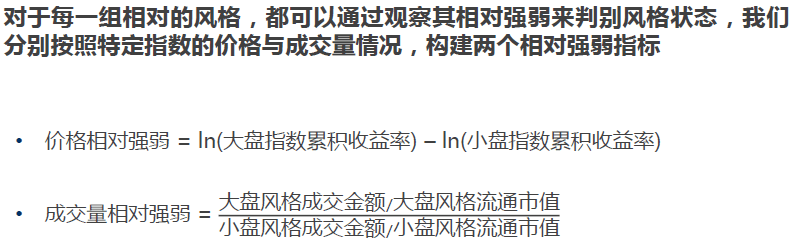 对于每一组相对的风格，都可以通过观察其相对强弱来判别风格状态，我们
分别按照特定指数的价格与成交量情况，构建两个相对强弱指标
• 价格相对强弱 = ln(大盘指数累积收益率) – ln(小盘指数累积收益率)
• 成交量相对强弱 = 大盘风格成交金额/大盘风格流通市值
小盘风格成交金额/小盘风格流通市值